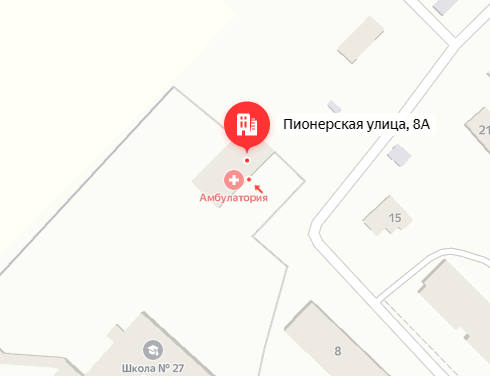 Пионерская улица, 8А
21
Амбулатория
15
8
Школа № 27